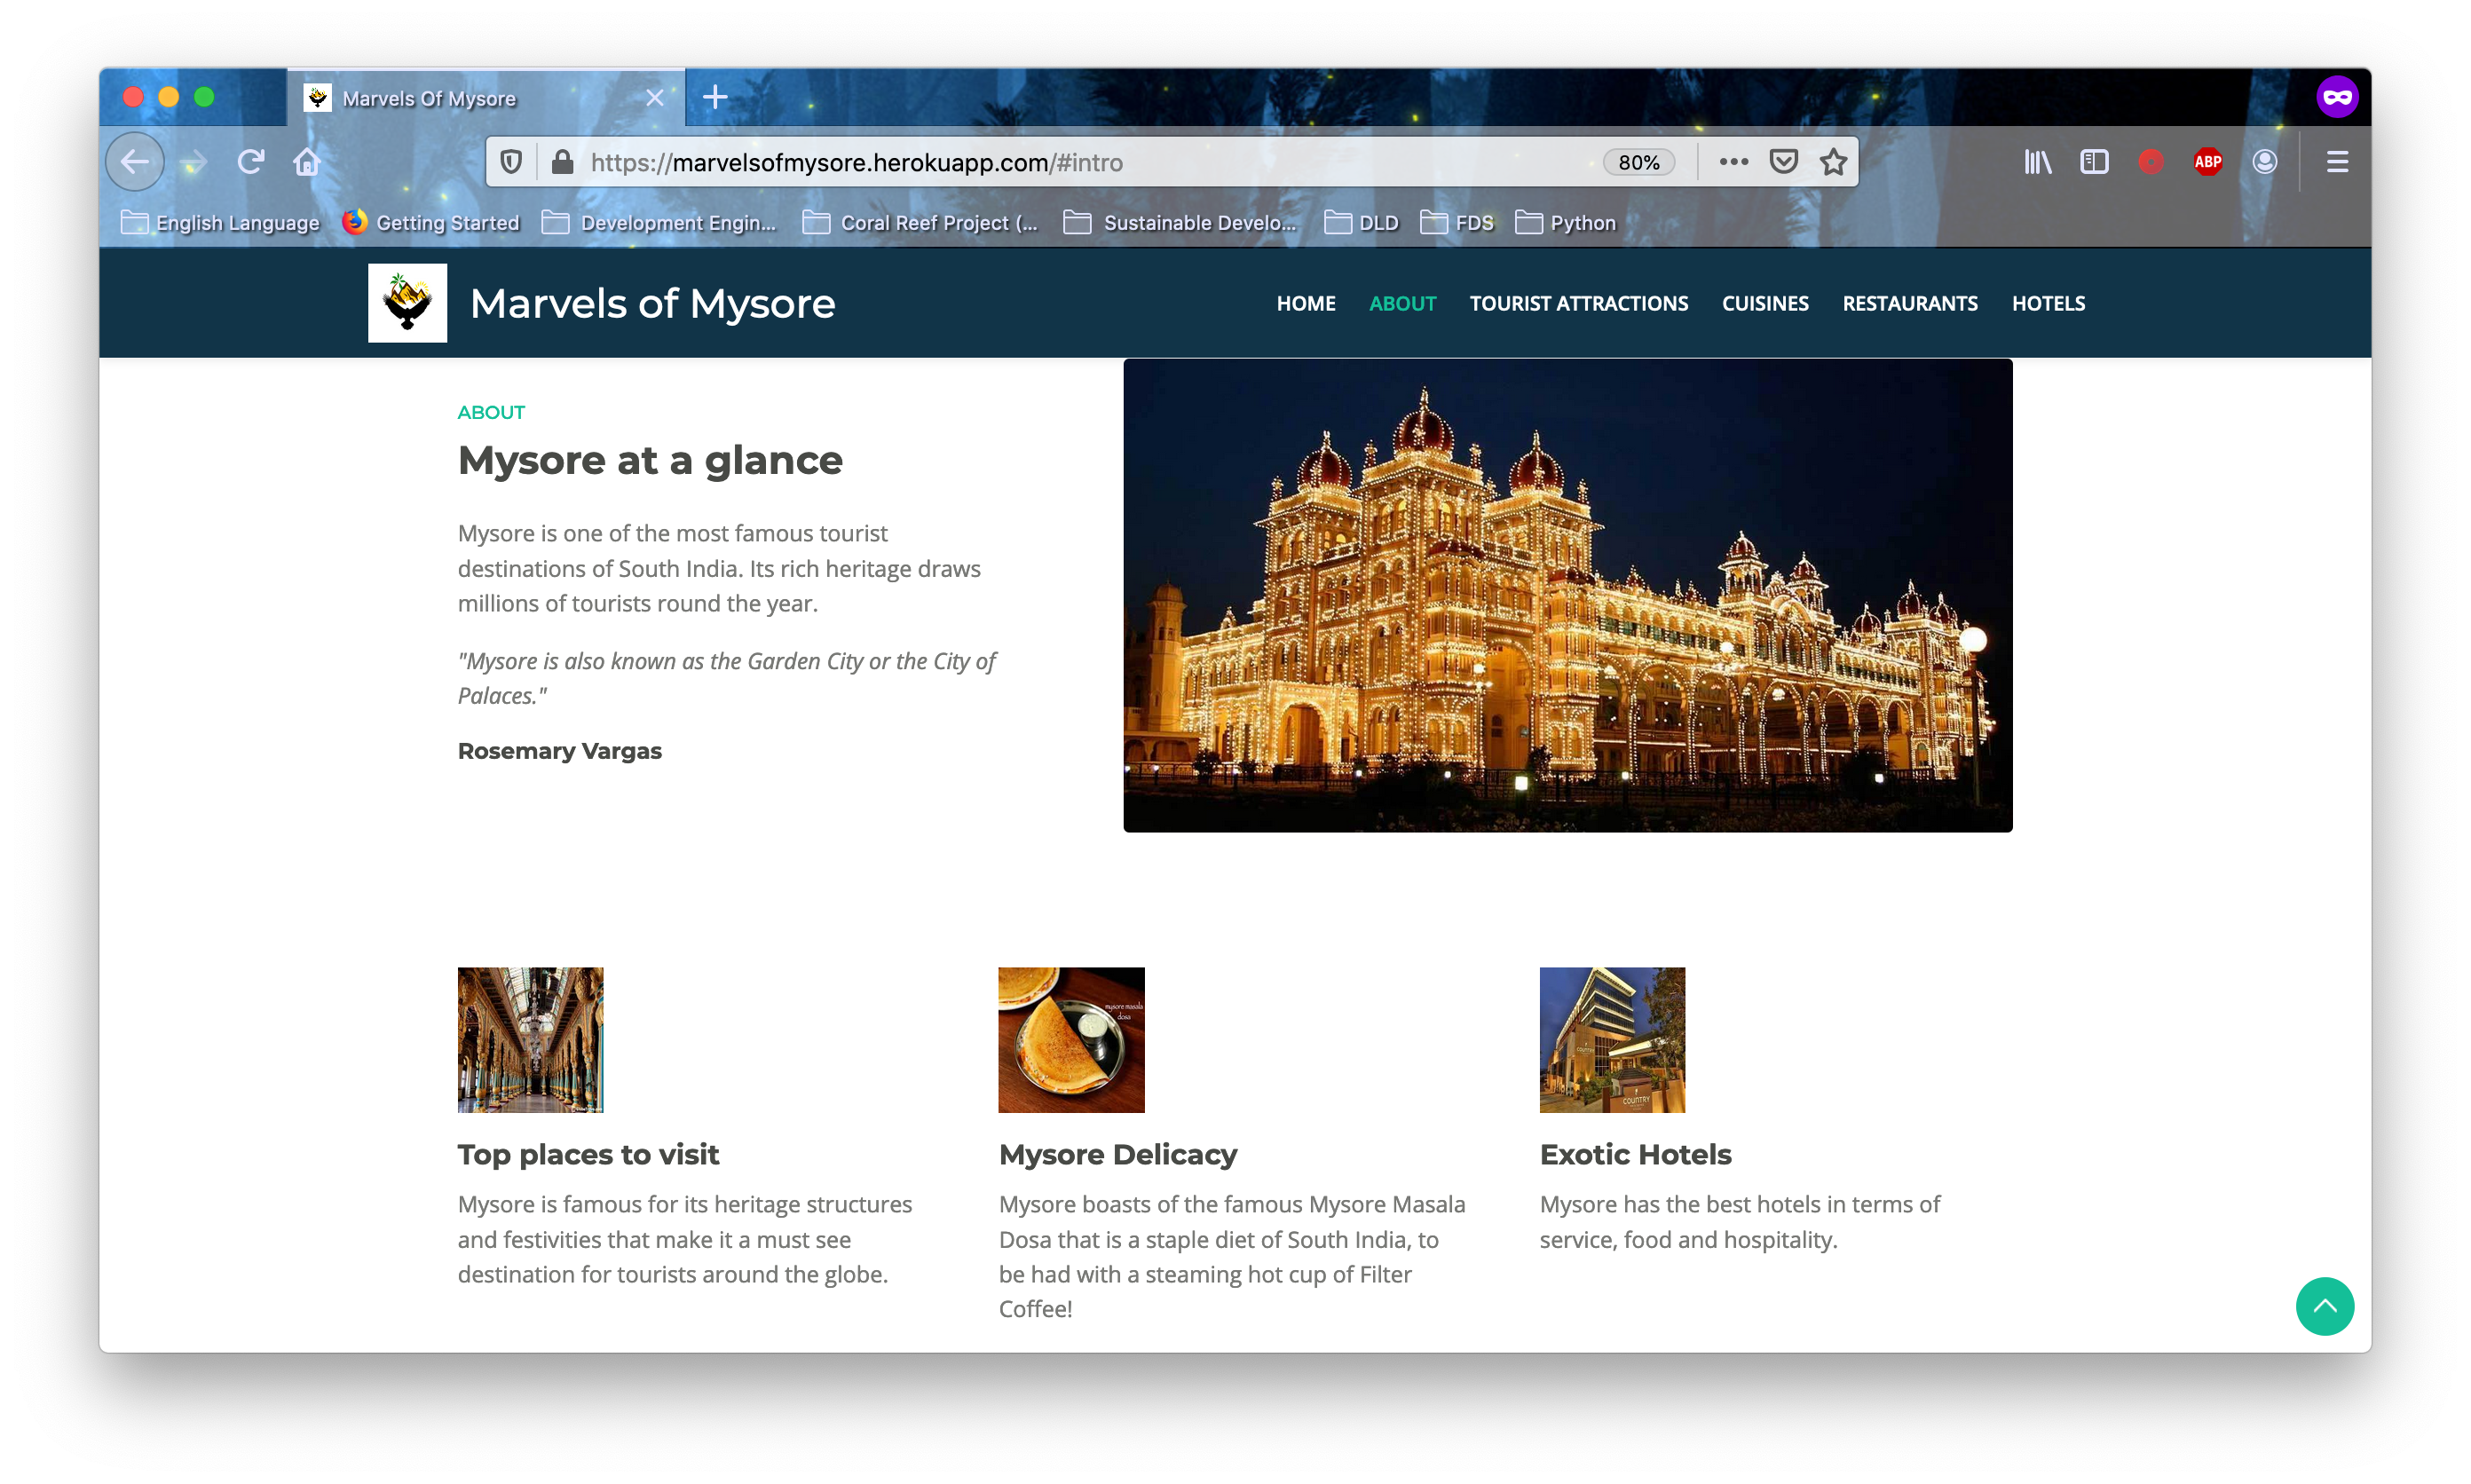 Marvels Of Mysore
https://marvelsofmysore.herokuapp.com/#intro
80%
ABP
English Language
Getting Started
Development Engin...
Coral Reef Project (...
Sustainable Develo...
DLD
FDS
Python
Marvels of Mysore
HOME
ABOUT
TOURIST ATTRACTIONS
CUISINES
RESTAURANTS
HOTELS
ABOUT
Mysore at a glance
Mysore is one of the most famous tourist
destinations of South India. Its rich heritage draws
millions of tourists round the year.
"Mysore is also known as the Garden City or the City of
Palaces."
Rosemary Vargas
mysore masala
dosa
COUNTRY
COUNTRY
Top places to visit
Mysore is famous for its heritage structures
and festivities that make it a must see
destination for tourists around the globe.
Mysore Delicacy
Mysore boasts of the famous Mysore Masala
Dosa that is a staple diet of South India, to
be had with a steaming hot cup of Filter
Coffee!
Exotic Hotels
Mysore has the best hotels in terms of
service, food and hospitality.